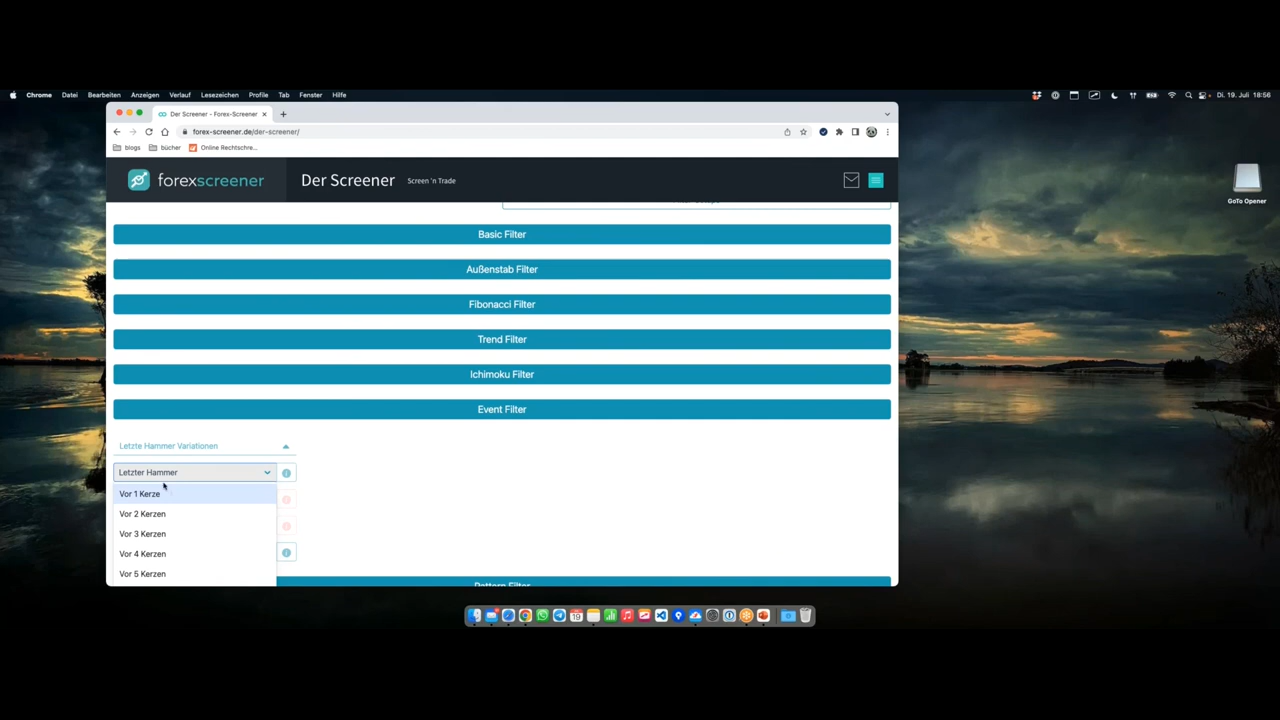 Chrome Datei Bearbeiten Anzeigen Verlauf Lesezeichen Profile Tab Fenster Hilfe Di. 19. Juli 18:56
Der Screener - Forex-Screener
forex-screener.de/der-screener/
blogs bücher Online Rechtschre...
forexscreener Der Screener Screen 'n Trade
Basic Filter
Außenstab Filter
Fibonacci Filter
Trend Filter
Ichimoku Filter
Event Filter
Letzte Hammer Variationen
Letzter Hammer
Vor 1 Kerze
Vor 2 Kerzen
Vor 3 Kerzen
Vor 4 Kerzen
Vor 5 Kerzen
Pattern Filter
GoTo Opener